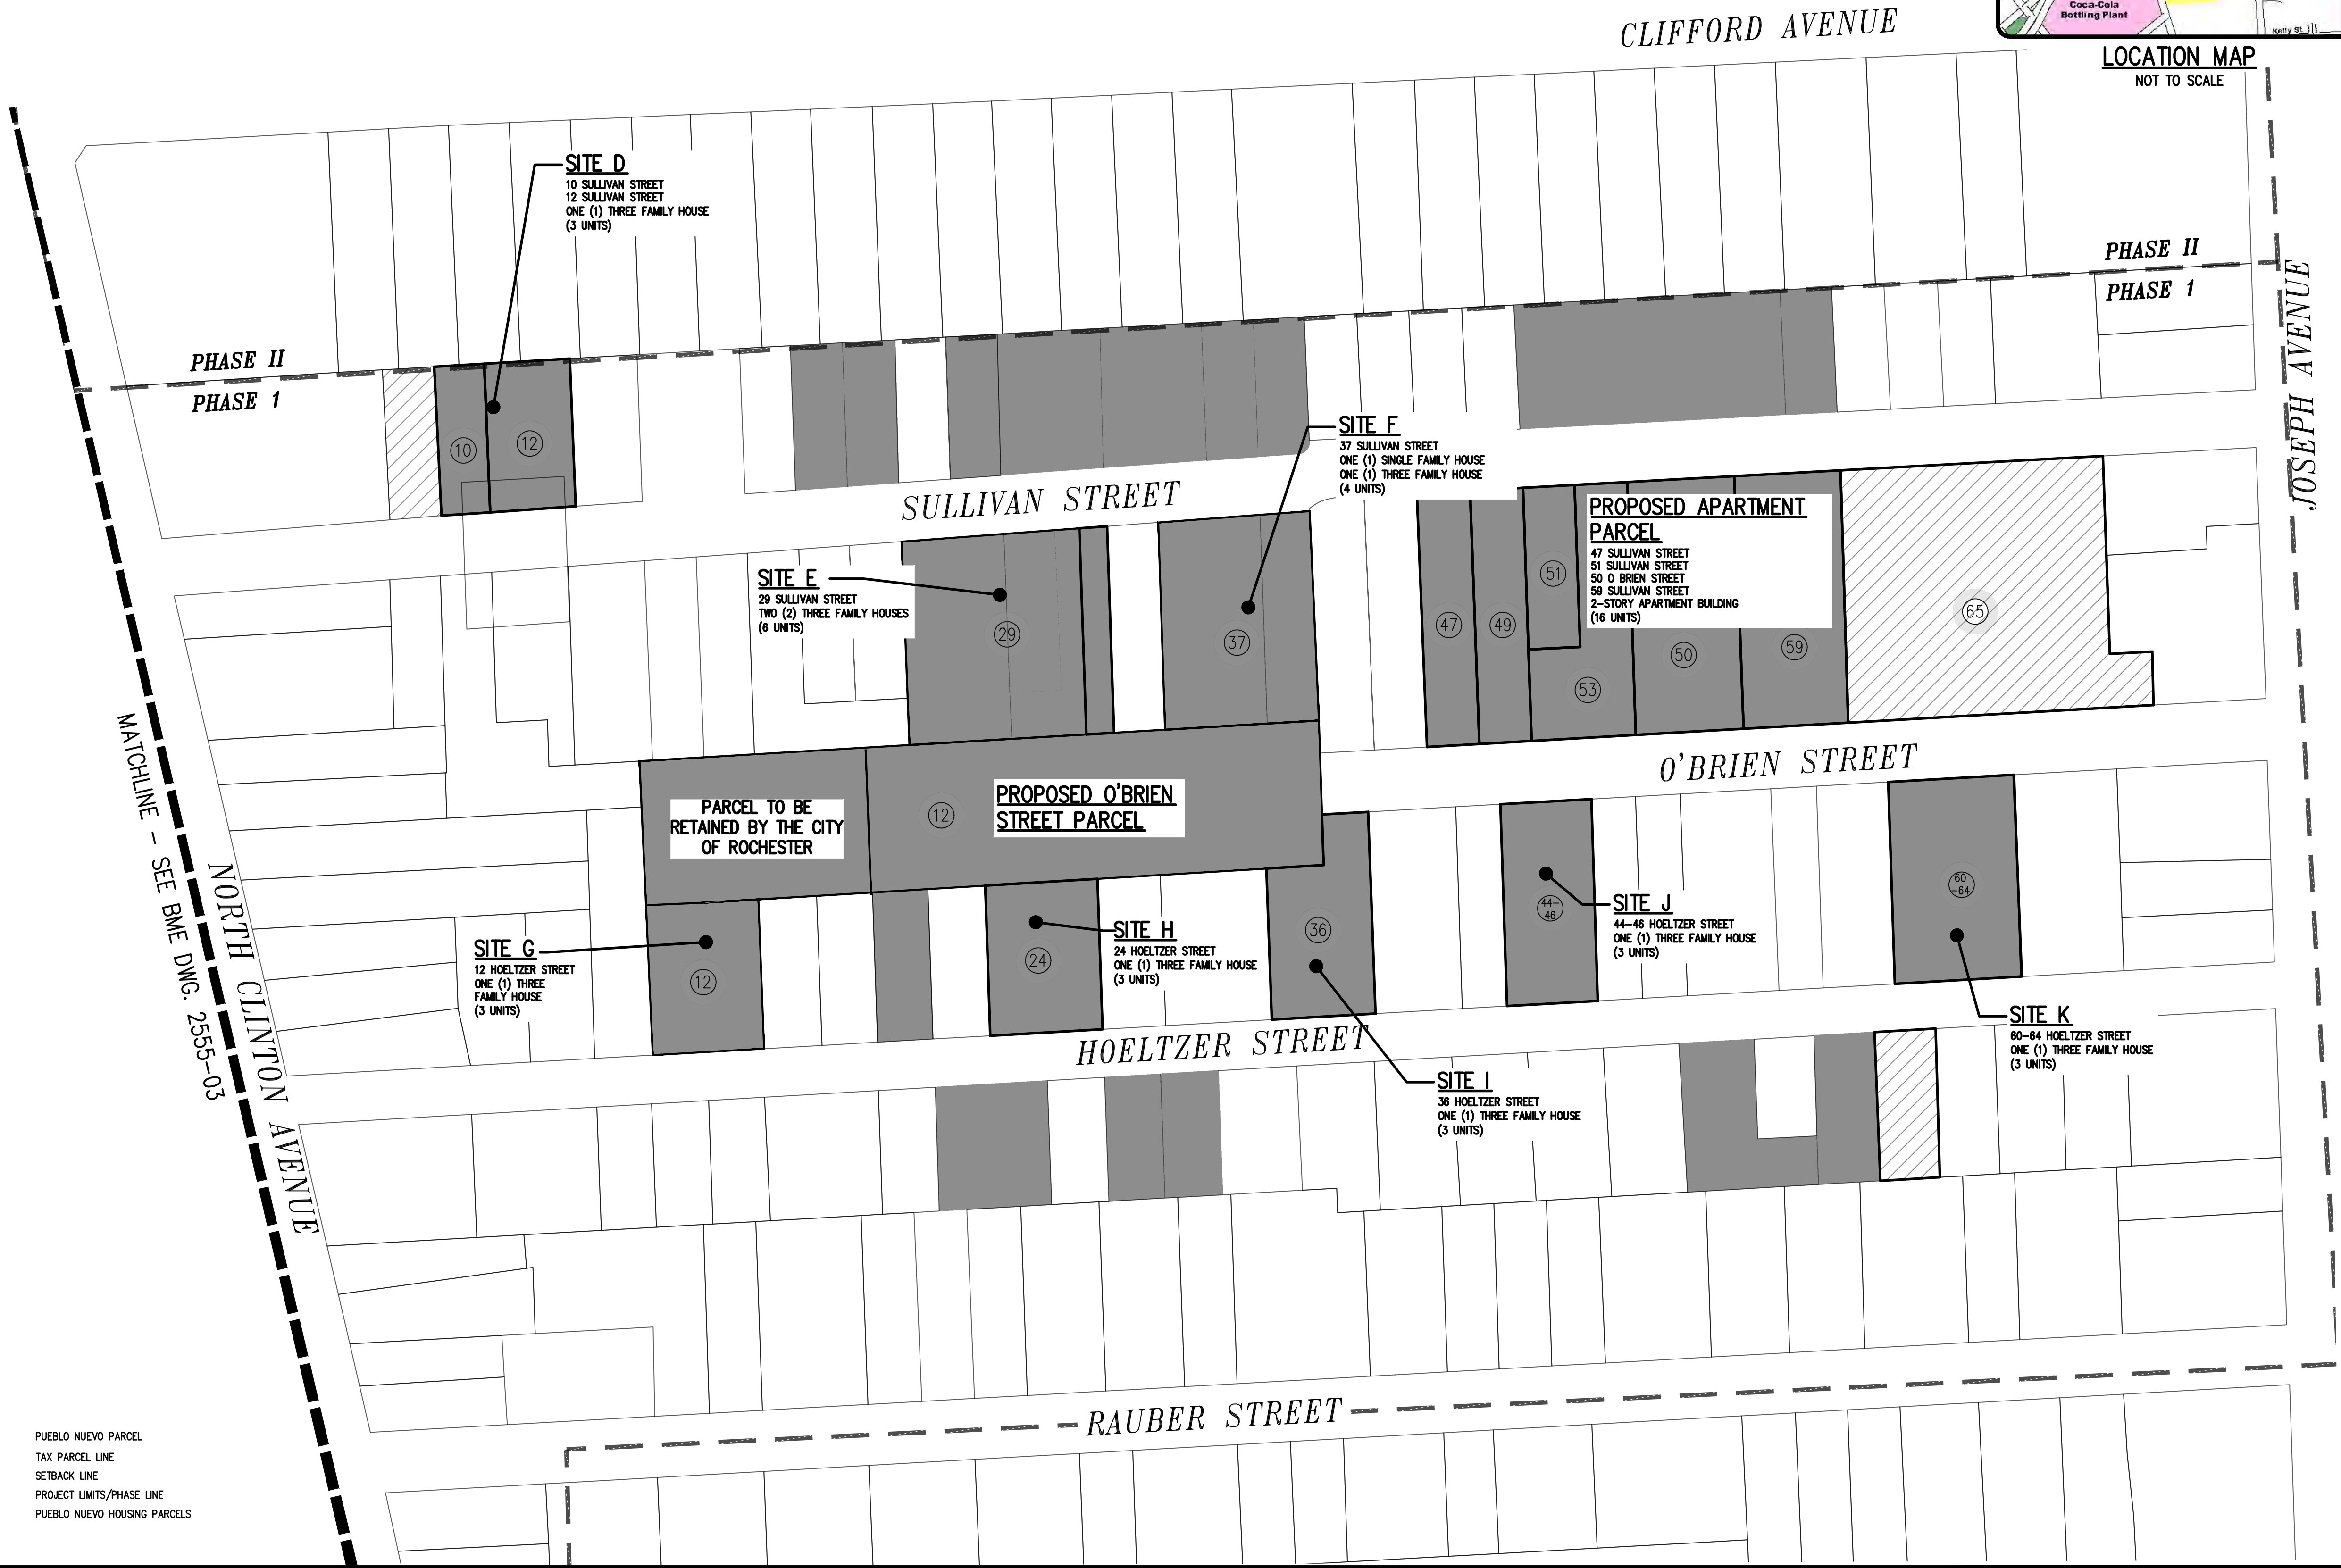 CLIFFORD AVENUE
Coca-Cola
Bottling Plant
Kelly St
LOCATION MAP
NOT TO SCALE
SITE D
10 SULLIVAN STREET
12 SULLIVAN STREET
ONE (1) THREE FAMILY HOUSE
(3 UNITS)
PHASE II
PHASE 1
PHASE II
PHASE 1
JOSEPH AVENUE
10
12
SITE F
37 SULLIVAN STREET
ONE (1) SINGLE FAMILY HOUSE
ONE (1) THREE FAMILY HOUSE
(4 UNITS)
SULLIVAN STREET
PROPOSED APARTMENT
PARCEL
47 SULLIVAN STREET
51 SULLIVAN STREET
50 O BRIEN STREET
59 SULLIVAN STREET
2-STORY APARTMENT BUILDING
(16 UNITS)
SITE E
29 SULLIVAN STREET
TWO (2) THREE FAMILY HOUSES
(6 UNITS)
29
37
47
49
51
53
50
59
65
O'BRIEN STREET
PARCEL TO BE
RETAINED BY THE CITY
OF ROCHESTER
12
PROPOSED O'BRIEN
STREET PARCEL
MATCHLINE - SEE BME DWG. 2555-03
NORTH CLINTON AVENUE
SITE G
12 HOELTZER STREET
ONE (1) THREE
FAMILY HOUSE
(3 UNITS)
12
24
SITE H
24 HOELTZER STREET
ONE (1) THREE FAMILY HOUSE
(3 UNITS)
36
44-
46
SITE J
44-46 HOELTZER STREET
ONE (1) THREE FAMILY HOUSE
(3 UNITS)
60
-64
SITE K
60-64 HOELTZER STREET
ONE (1) THREE FAMILY HOUSE
(3 UNITS)
HOELTZER STREET
SITE I
36 HOELTZER STREET
ONE (1) THREE FAMILY HOUSE
(3 UNITS)
RAUBER STREET
PUEBLO NUEVO PARCEL
TAX PARCEL LINE
SETBACK LINE
PROJECT LIMITS/PHASE LINE
PUEBLO NUEVO HOUSING PARCELS